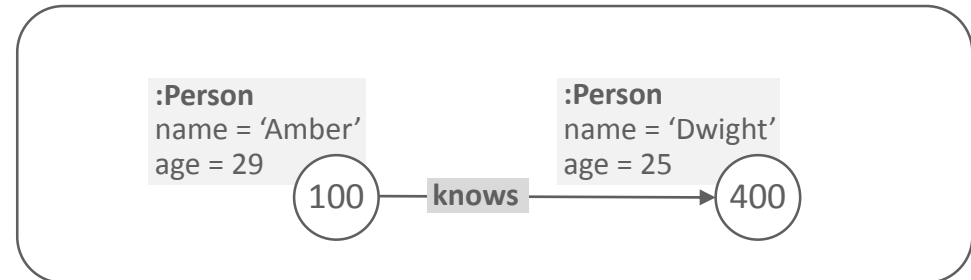 :Person
name = ‘Amber’
age = 29
:Person
name = ‘Dwight’
age = 25
100
knows
400